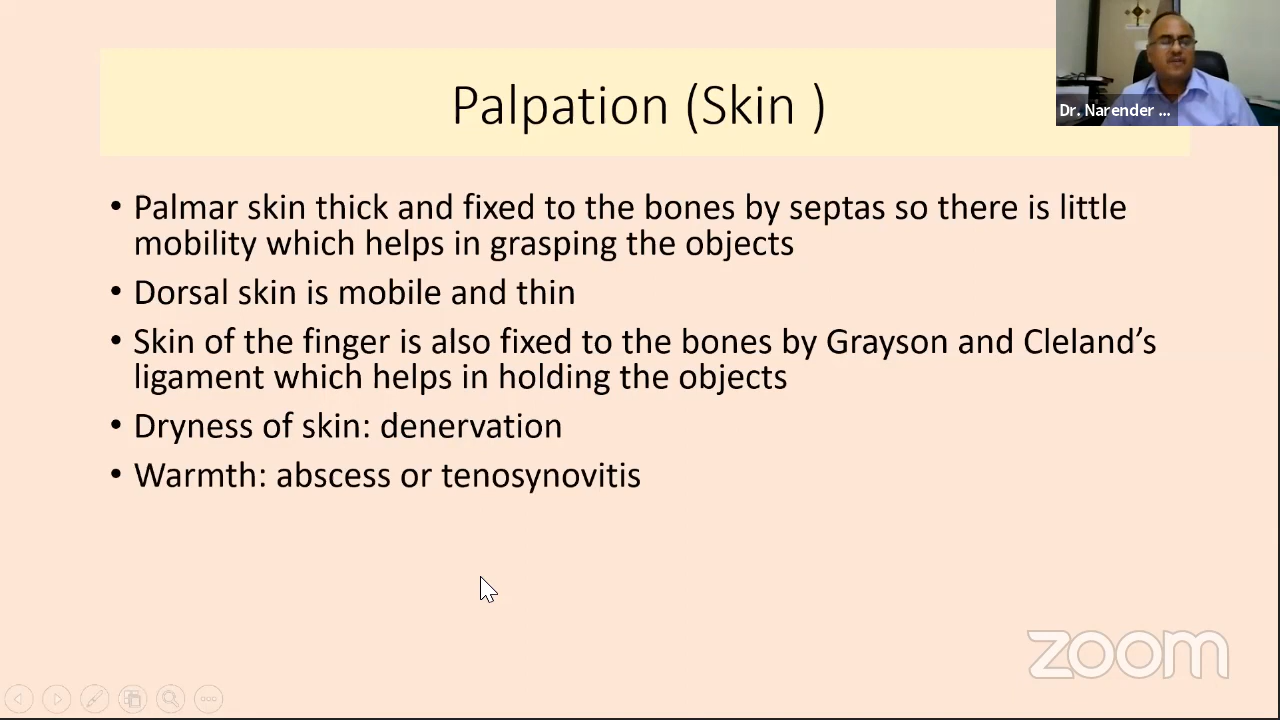 Palpation (Skin )
Dr. Narender ...
• Palmar skin thick and fixed to the bones by septas so there is little
mobility which helps in grasping the objects
• Dorsal skin is mobile and thin
• Skin of the finger is also fixed to the bones by Grayson and Cleland’s
ligament which helps in holding the objects
• Dryness of skin: denervation
• Warmth: abscess or tenosynovitis
zoom